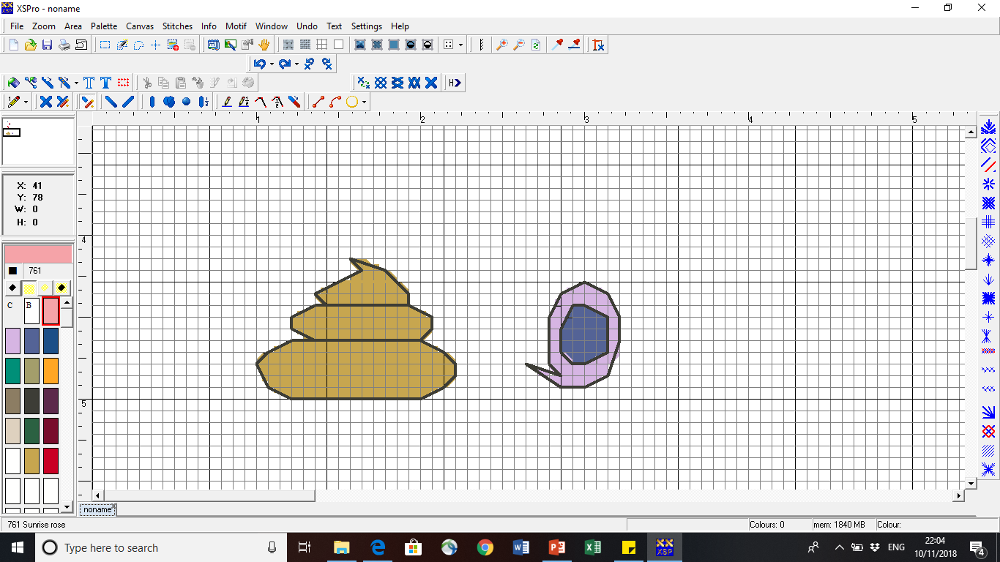 XSPro - noname
File Zoom Area Palette Canvas Stitches Info Motif Window Undo Text Settings Help
H
1 2 3 4 5
X: 41
Y: 78
W: 0
H: 0
4
761
C B
5
noname
761 Sunrise rose Colours: 0 mem: 1840 MB Colour:
Type here to search ENG 22:04
10/11/2018 4
XSP